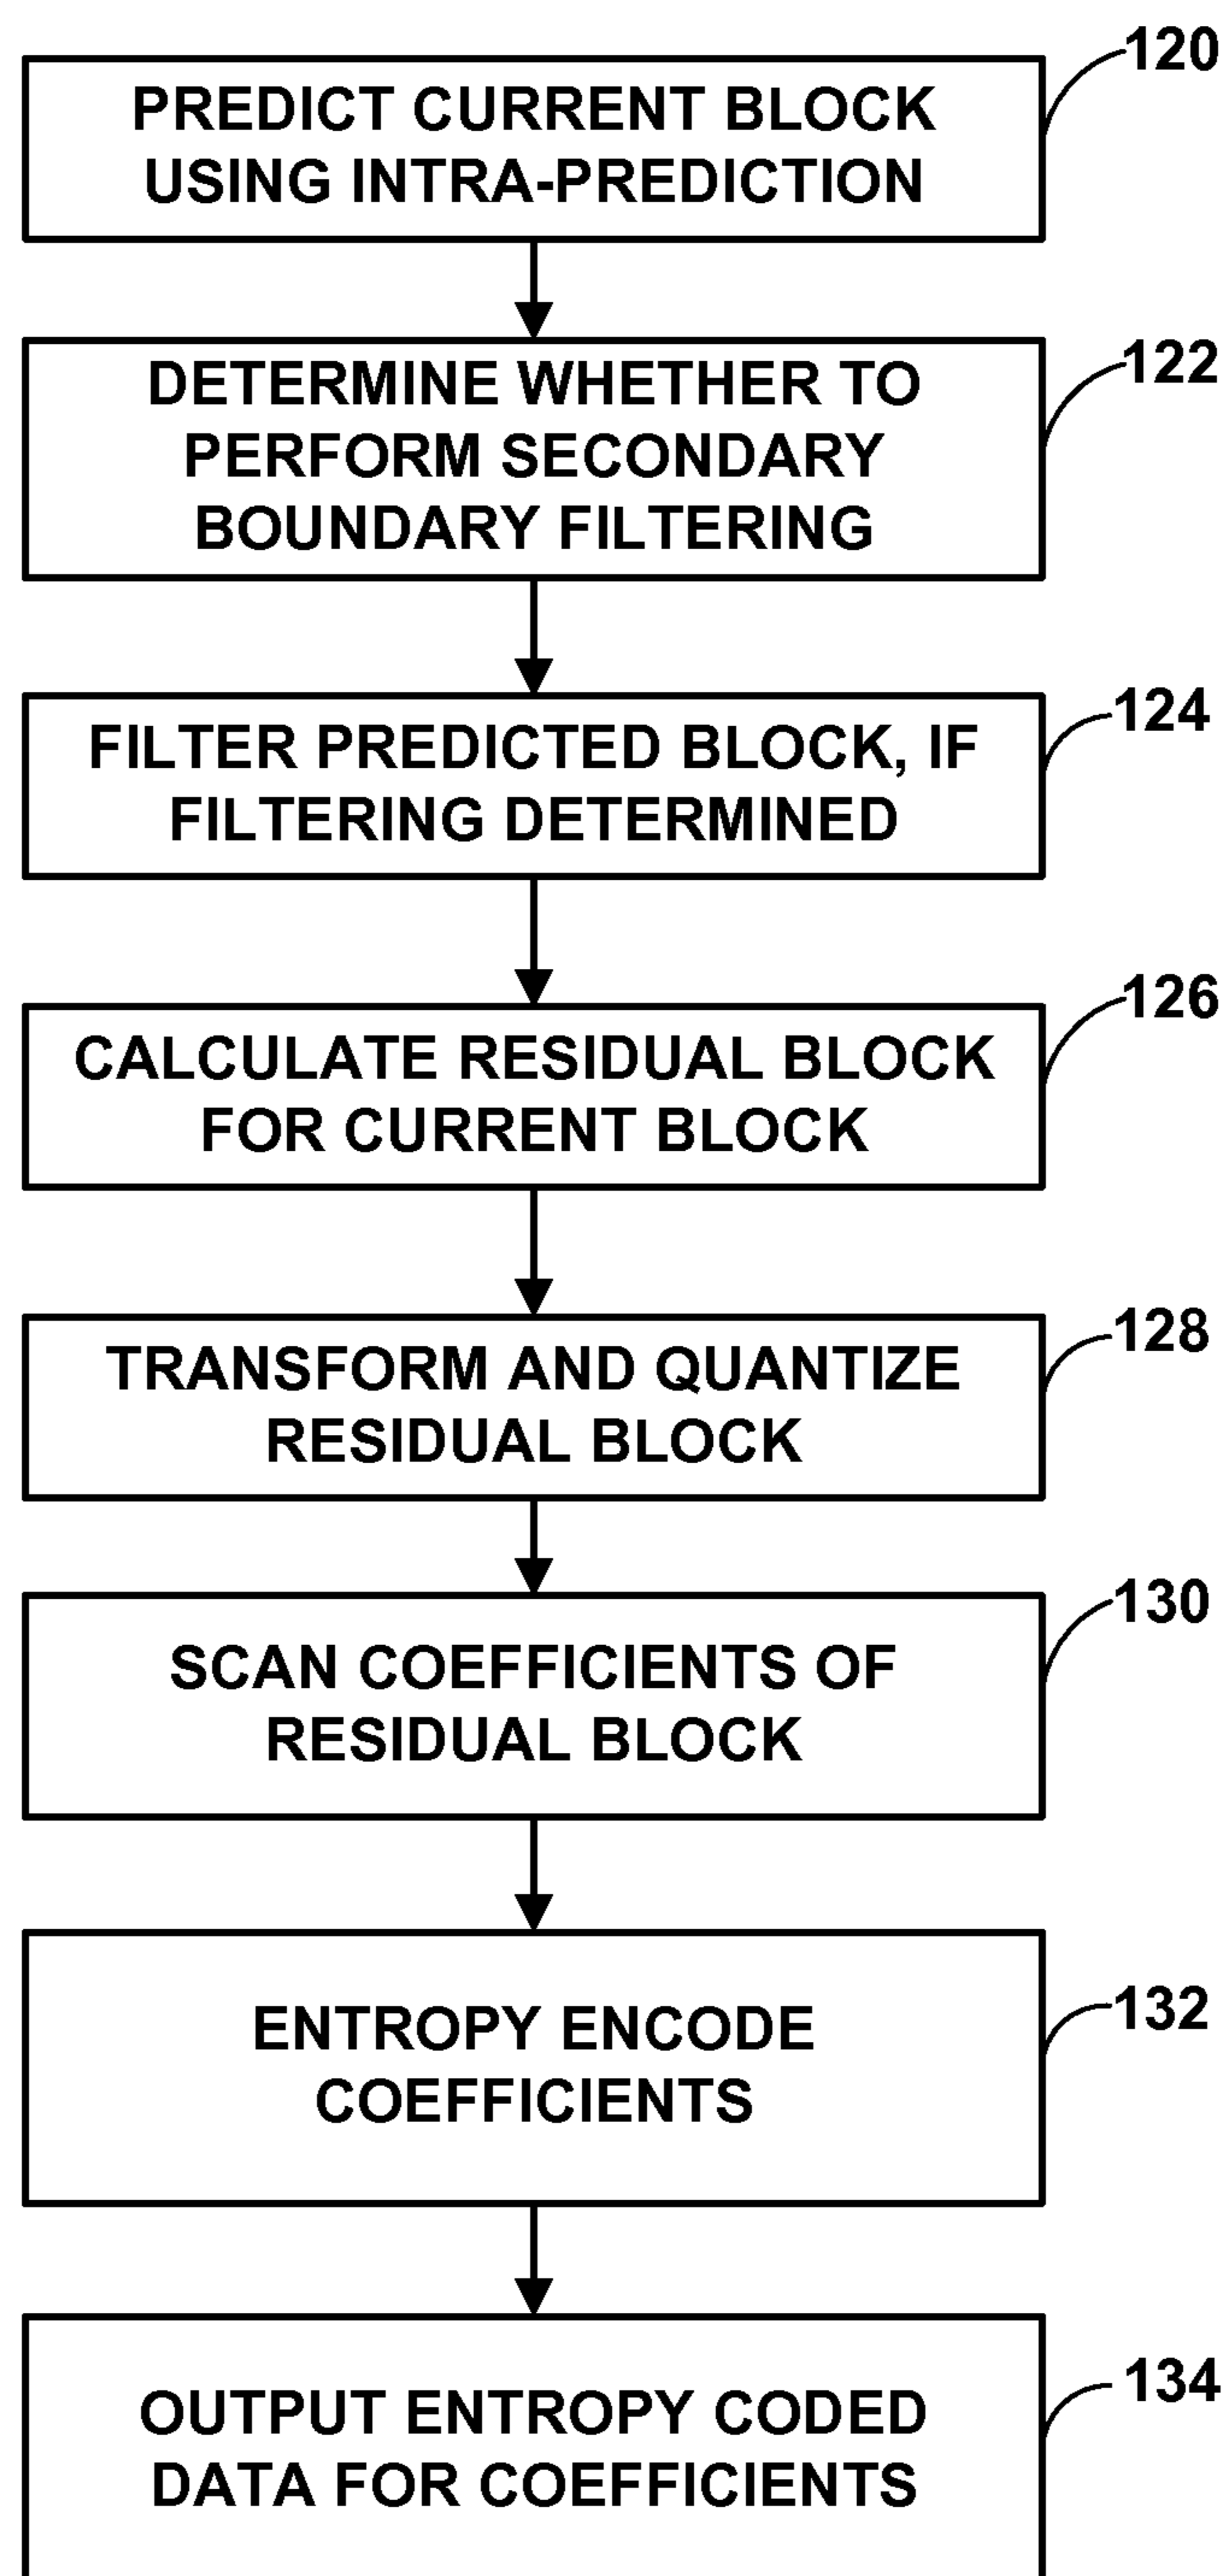 120
PREDICT CURRENT BLOCK
USING INTRA-PREDICTION
122
DETERMINE WHETHER TO
PERFORM SECONDARY
BOUNDARY FILTERING
124
FILTER PREDICTED BLOCK, IF
FILTERING DETERMINED
126
CALCULATE RESIDUAL BLOCK
FOR CURRENT BLOCK
128
TRANSFORM AND QUANTIZE
RESIDUAL BLOCK
130
SCAN COEFFICIENTS OF
RESIDUAL BLOCK
132
ENTROPY ENCODE
COEFFICIENTS
134
OUTPUT ENTROPY CODED
DATA FOR COEFFICIENTS